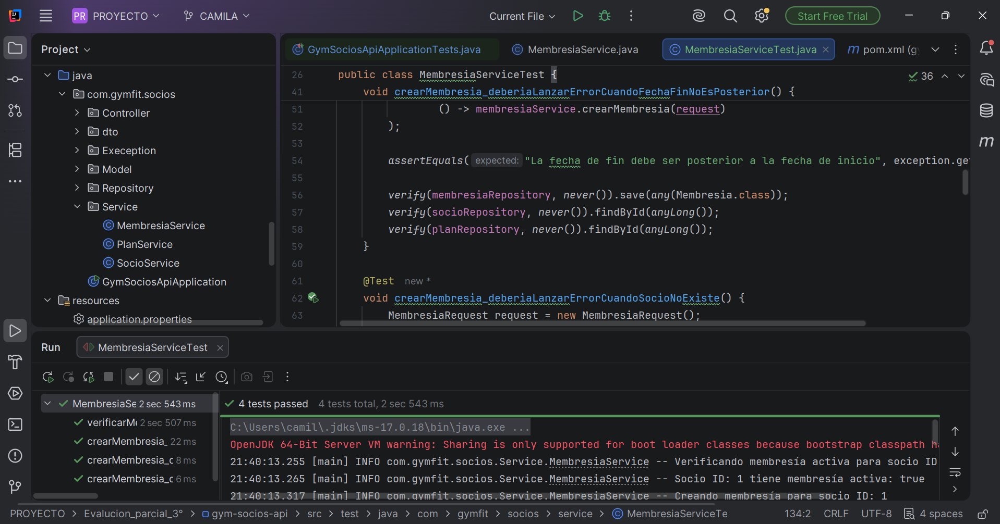 PR PROYECTO CAMILA Current File Start Free Trial
Project
java
com.gymfit.socios
Controller
dto
Exeception
Model
Repository
Service
MembresiaService
PlanService
SocioService
GymSociosApiApplication
resources
application.properties
GymSociosApiApplicationTests.java MembresiaService.java MembresiaServiceTest.java pom.xml (gy
36
26 public class MembresiaServiceTest {
41 void crearMembresia_deberiaLanzarErrorCuandoFechaFinNoEsPosterior() {
51 () -> membresiaService.crearMembresia(request)
52 );
53
54 assertEquals( expected: "La fecha de fin debe ser posterior a la fecha de inicio", exception.ge
55
56 verify(membresiaRepository, never()).save(any(Membresia.class));
57 verify(socioRepository, never()).findById(anyLong());
58 verify(planRepository, never()).findById(anyLong());
59 }
60
61 @Test new *
62 void crearMembresia_deberiaLanzarErrorCuandoSocioNoExiste() {
63 MembresiaRequest request = new MembresiaRequest();
Run MembresiaServiceTest
MembresiaSe 2 sec 543 ms
verificarMe 2 sec 507 ms
crearMembresia_ 22 ms
crearMembresia_c 8 ms
crearMembresia_c 6 ms
4 tests passed 4 tests total, 2 sec 543 ms
C:\Users\camil\.jdks\ms-17.0.18\bin\java.exe ...
OpenJDK 64-Bit Server VM warning: Sharing is only supported for boot loader classes because bootstrap classpath ha
21:40:13.255 [main] INFO com.gymfit.socios.Service.MembresiaService -- Verificando membresía activa para socio ID
21:40:13.265 [main] INFO com.gymfit.socios.Service.MembresiaService -- Socio ID: 1 tiene membresía activa: true
21:40:13.317 [main] INFO com.gymfit.socios.Service.MembresiaService -- Creando membresía para socio ID: 1
PROYECTO > Evalucion_parcial_3° > gym-socios-api > src > test > java > com > gymfit > socios > service > MembresiaServiceTe 134:2 CRLF UTF-8 4 spaces